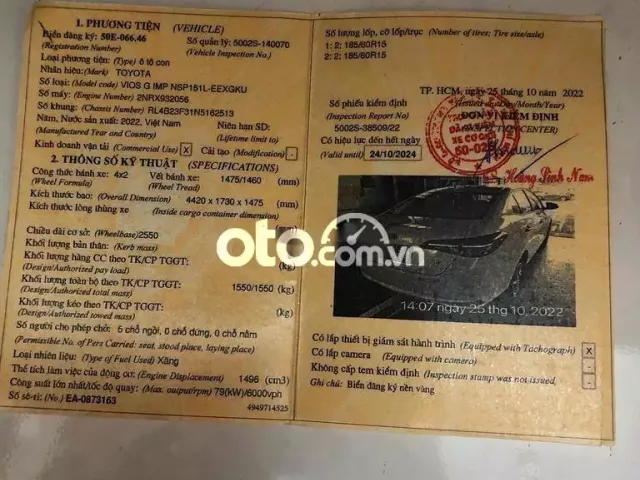 1. PHƯƠNG TIỆN (VEHICLE)
Biển đăng ký: 50E-066.46 Số quản lý: 5002S-140070
(Registration Number) (Vehicle Inspection No.)
Loại phương tiện: (Type) ô tô con
Nhãn hiệu: (Mark) TOYOTA
Số loại: (Model code) VIOS G IMP NSP151L-EEXGKU
Số máy: (Engine Number) 2NRX932056
Số khung: (Chassis Number) RL4B23F31N5162513
Năm, Nước sản xuất: 2022, Việt Nam Niên hạn SD:
(Manufactured Year and Country) (Lifetime limit to)
Kinh doanh vận tải (Commercial Use) X Cải tạo (Modification) -
2. THÔNG SỐ KỸ THUẬT (SPECIFICATIONS)
Công thức bánh xe: 4x2 Vết bánh xe: 1475/1460 (mm)
(Wheel Formula) (Wheel Tread)
Kích thước bao: (Overall Dimension) 4420 x 1730 x 1475 (mm)
Kích thước lòng thùng xe (Inside cargo container dimension)
Chiều dài cơ sở: (Wheelbase) 2550
Khối lượng bản thân: (Kerb mass) (kg)
Khối lượng hàng CC theo TK/CP TGGT:
(Design/Authorized pay load)
Khối lượng toàn bộ theo TK/CP TGGT: 1550/1550 (kg)
(Design/Authorized total mass)
Khối lượng kéo theo TK/CP TGGT: (kg)
(Design/Authorized towed mass)
Số người cho phép chở: 5 chỗ ngồi, 0 chỗ đứng, 0 chỗ nằm
(Permissible No. of Pers Carried: seat, stood place, laying place)
Loại nhiên liệu: (Type of Fuel Used) Xăng
Thể tích làm việc của động cơ: (Engine Displacement) 1496 (cm3)
Công suất lớn nhất/tốc độ quay: (Max. output/rpm) 79(kW)/6000vph
Số sê-ri: (No.) EA-0873163
4949714525
Số lượng lốp, cỡ lốp/trục (Number of tires; Tire size/axle)
1: 2; 185/60R15
2: 2; 185/60R15
TP. HCM, ngày 25 tháng 10 năm 2022
(Issued on: Day/Month/Year)
Số phiếu kiểm định ĐƠN VỊ KIỂM ĐỊNH
(Inspection Report No)
5002S-38509/22
Có hiệu lực đến hết ngày
(Valid until) 24/10/2024
XE CƠ GIỚI
Hoàng Linh Nam
oto.com.vn
14:07 ngày 25 thg 10, 2022
Có lắp thiết bị giám sát hành trình (Equipped with Tachograph) X
Có lắp camera (Equipped with camera) -
Không cấp tem kiểm định (Inspection stamp was not issued) -
Ghi chú: Biển đăng ký nền vàng